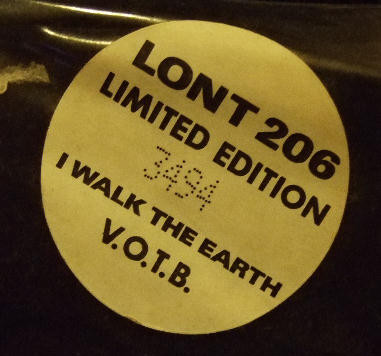 LONT 206
LIMITED EDITION
3494
I WALK THE EARTH
V.O.T.B.